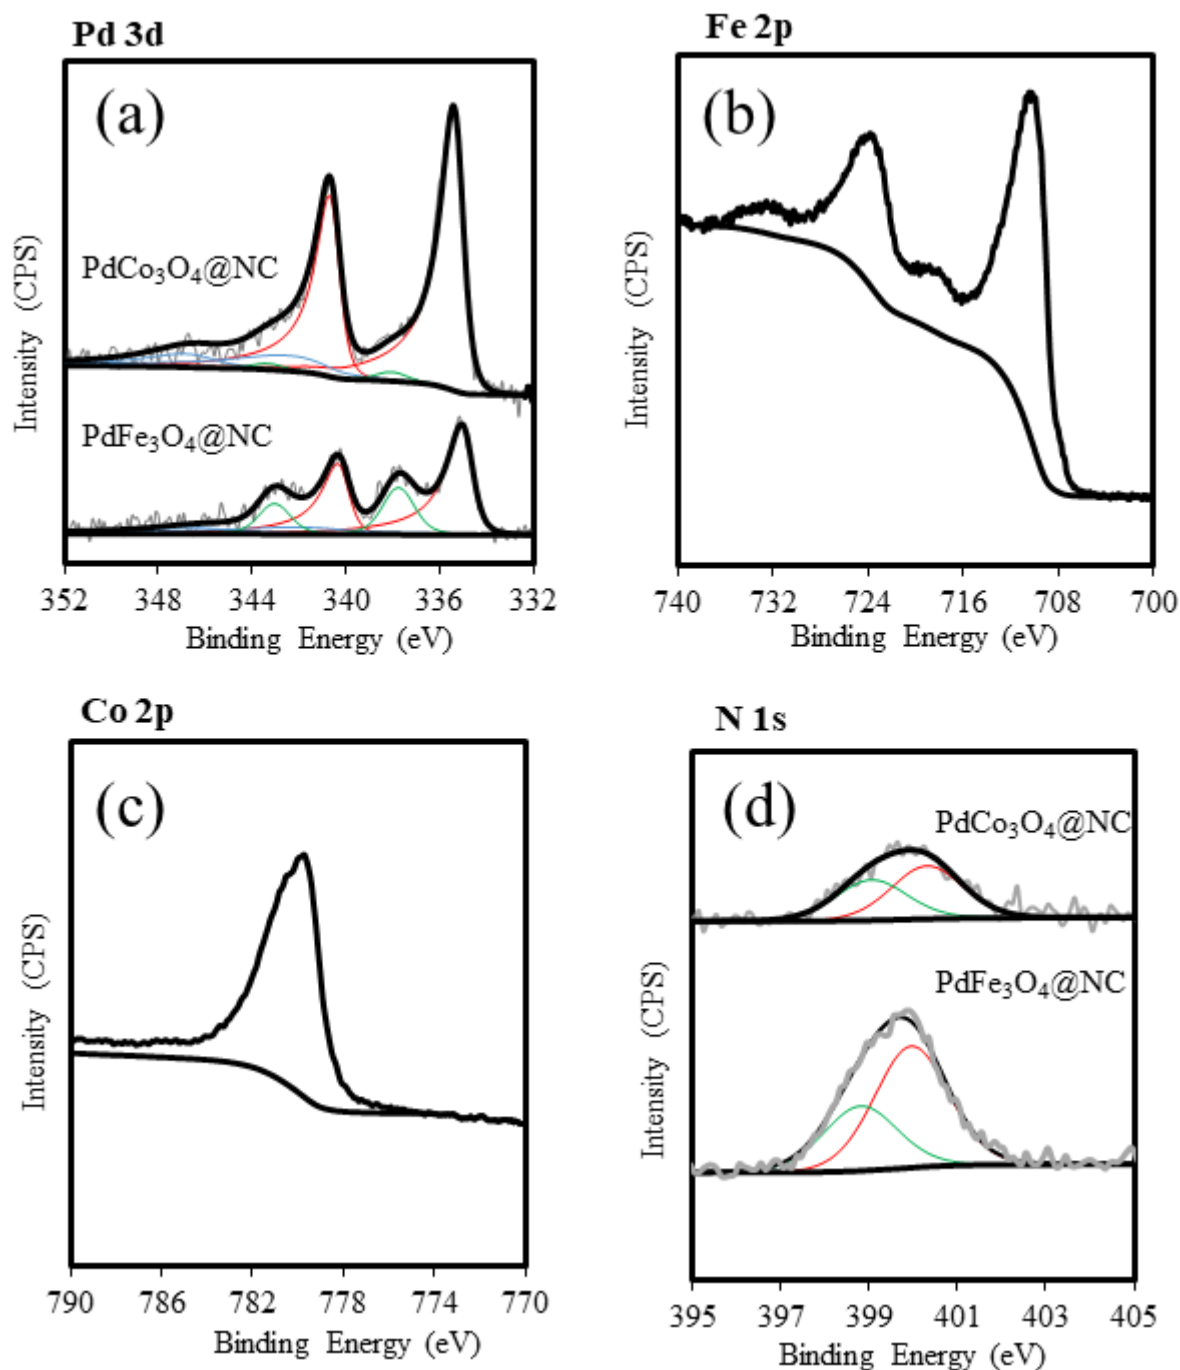 Pd 3d
(a)
PdCo₃O₄@NC
PdFe₃O₄@NC
Intensity (CPS)
352 348 344 340 336 332
Binding Energy (eV)
Fe 2p
(b)
Intensity (CPS)
740 732 724 716 708 700
Binding Energy (eV)
Co 2p
(c)
Intensity (CPS)
790 786 782 778 774 770
Binding Energy (eV)
N 1s
(d)
PdCo₃O₄@NC
PdFe₃O₄@NC
Intensity (CPS)
395 397 399 401 403 405
Binding Energy (eV)